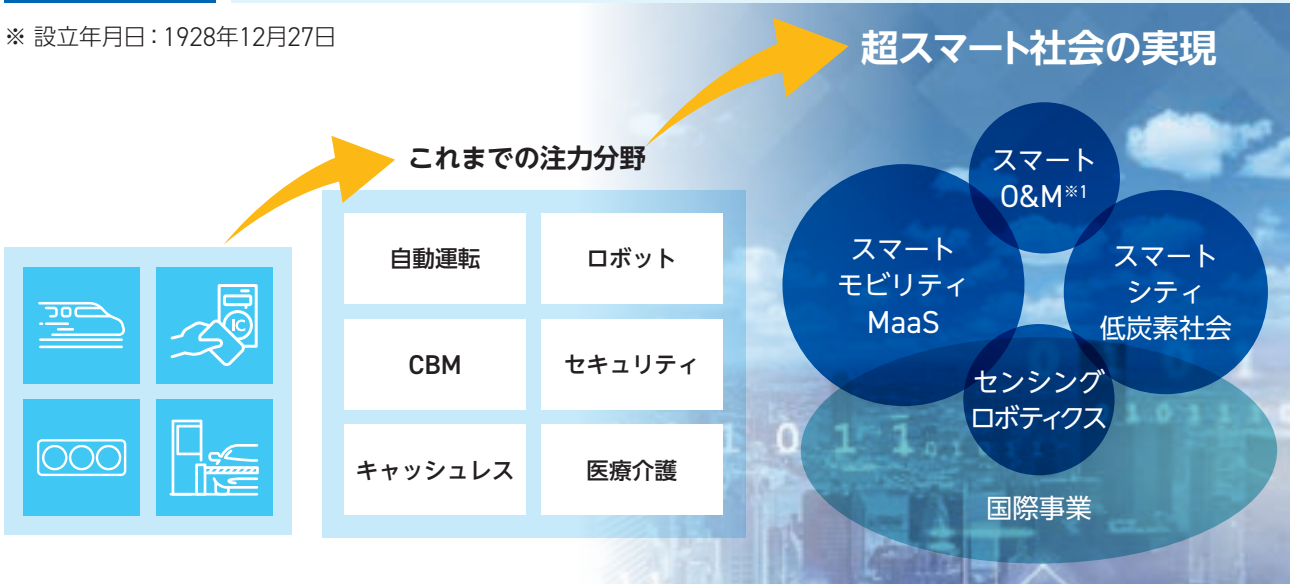 ※ 設立年月日：1928年12月27日
超スマート社会の実現
これまでの注力分野
IC
自動運転
ロボット
CBM
セキュリティ
キャッシュレス
医療介護
スマート
O&M※1
スマート
モビリティ
MaaS
スマート
シティ
低炭素社会
センシング
ロボティクス
国際事業